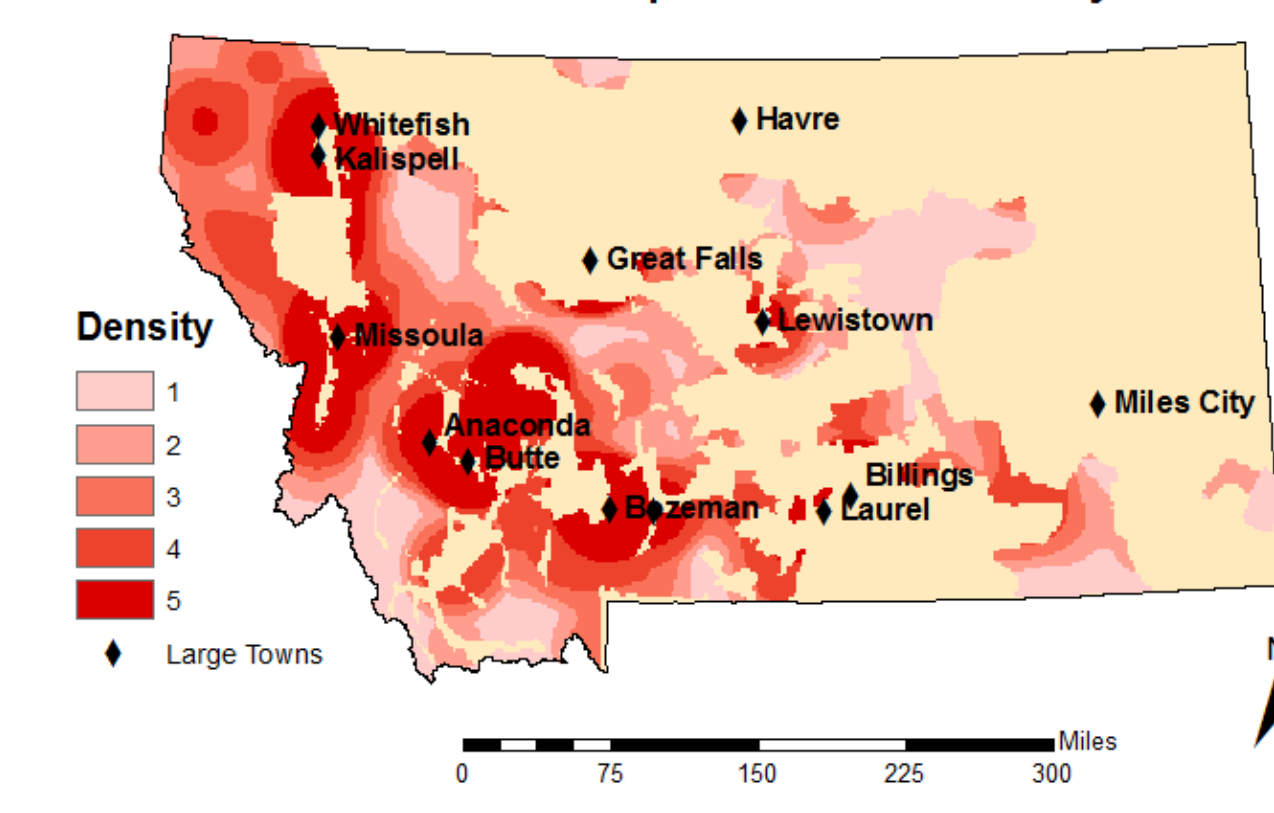 Whitefish
Kalispell
Havre
Great Falls
Missoula
Lewistown
Miles City
Anaconda
Butte
Bozeman
Billings
Laurel
Density
1
2
3
4
5
Large Towns
Miles
0 75 150 225 300